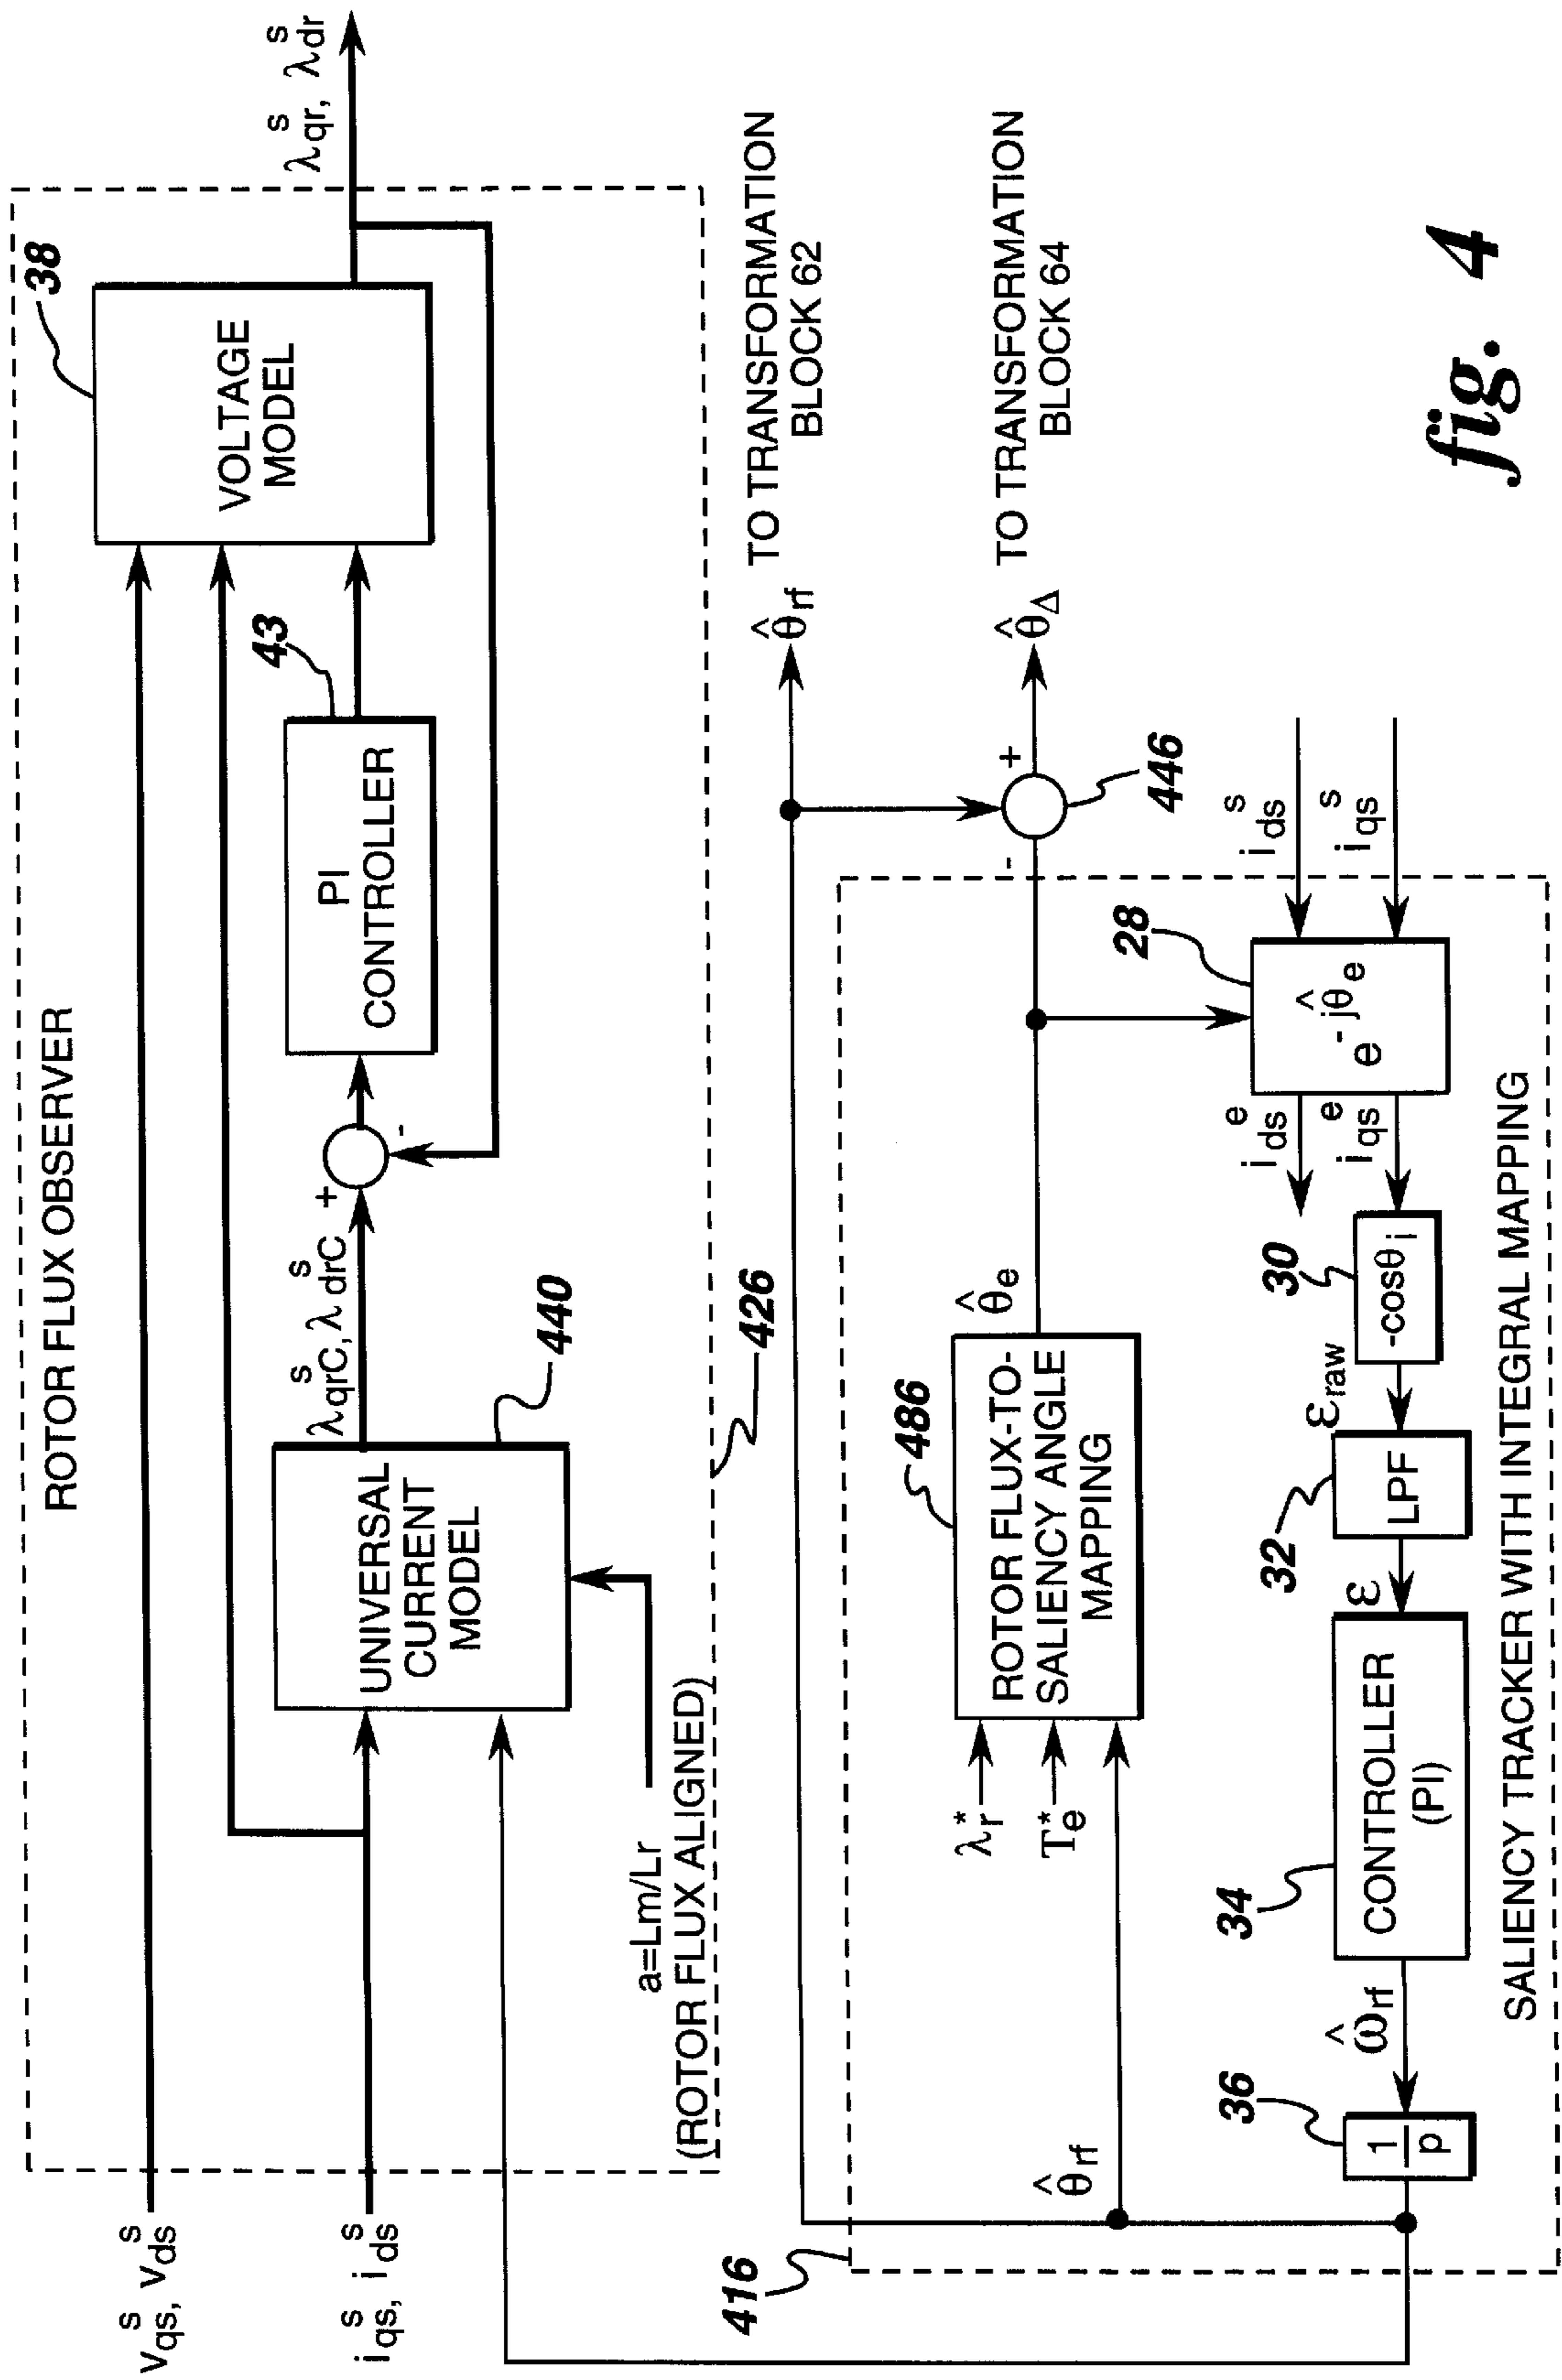 ROTOR FLUX OBSERVER
v^s_qs, v^s_ds
i^s_qs, i^s_ds
UNIVERSAL
CURRENT
MODEL
440
a=Lm/Lr
(ROTOR FLUX ALIGNED)
λ^s_qrC, λ^s_drC
+
-
PI
CONTROLLER
43
VOLTAGE
MODEL
38
λ^s_qr, λ^s_dr
426
θ̂_rf
TO TRANSFORMATION
BLOCK 62
416
θ̂_rf
λ*_r
T*_e
ROTOR FLUX-TO-
SALIENCY ANGLE
MAPPING
486
θ̂_e
-
+
446
θ̂_Δ
TO TRANSFORMATION
BLOCK 64
1/p
36
ω̂_rf
CONTROLLER
(PI)
34
ε
LPF
32
ε_raw
-cosθ_i
30
i^e_ds
i^e_qs
e^-jθ̂_e
28
i^s_ds
i^s_qs
SALIENCY TRACKER WITH INTEGRAL MAPPING
fig. 4